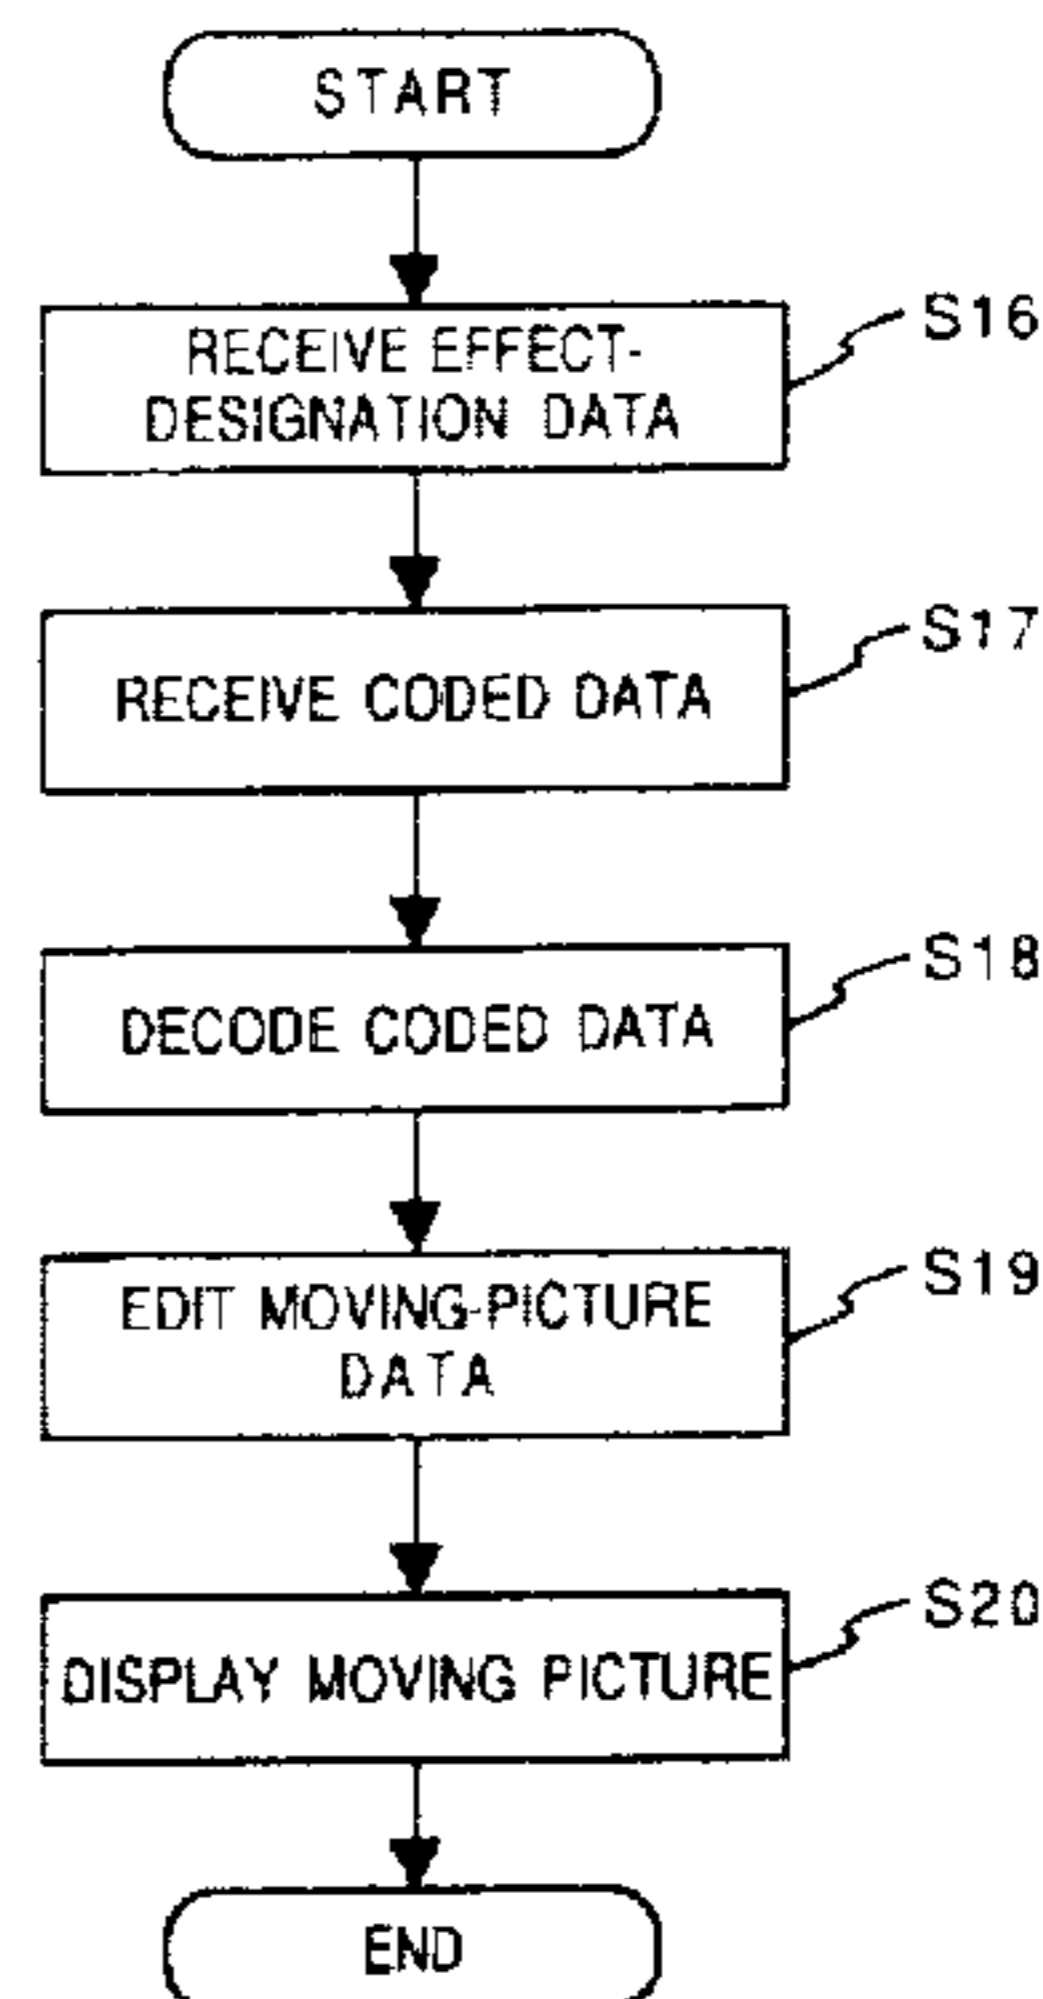 START
RECEIVE EFFECT-
DESIGNATION DATA
S16
RECEIVE CODED DATA
S17
DECODE CODED DATA
S18
EDIT MOVING-PICTURE
DATA
S19
DISPLAY MOVING PICTURE
S20
END